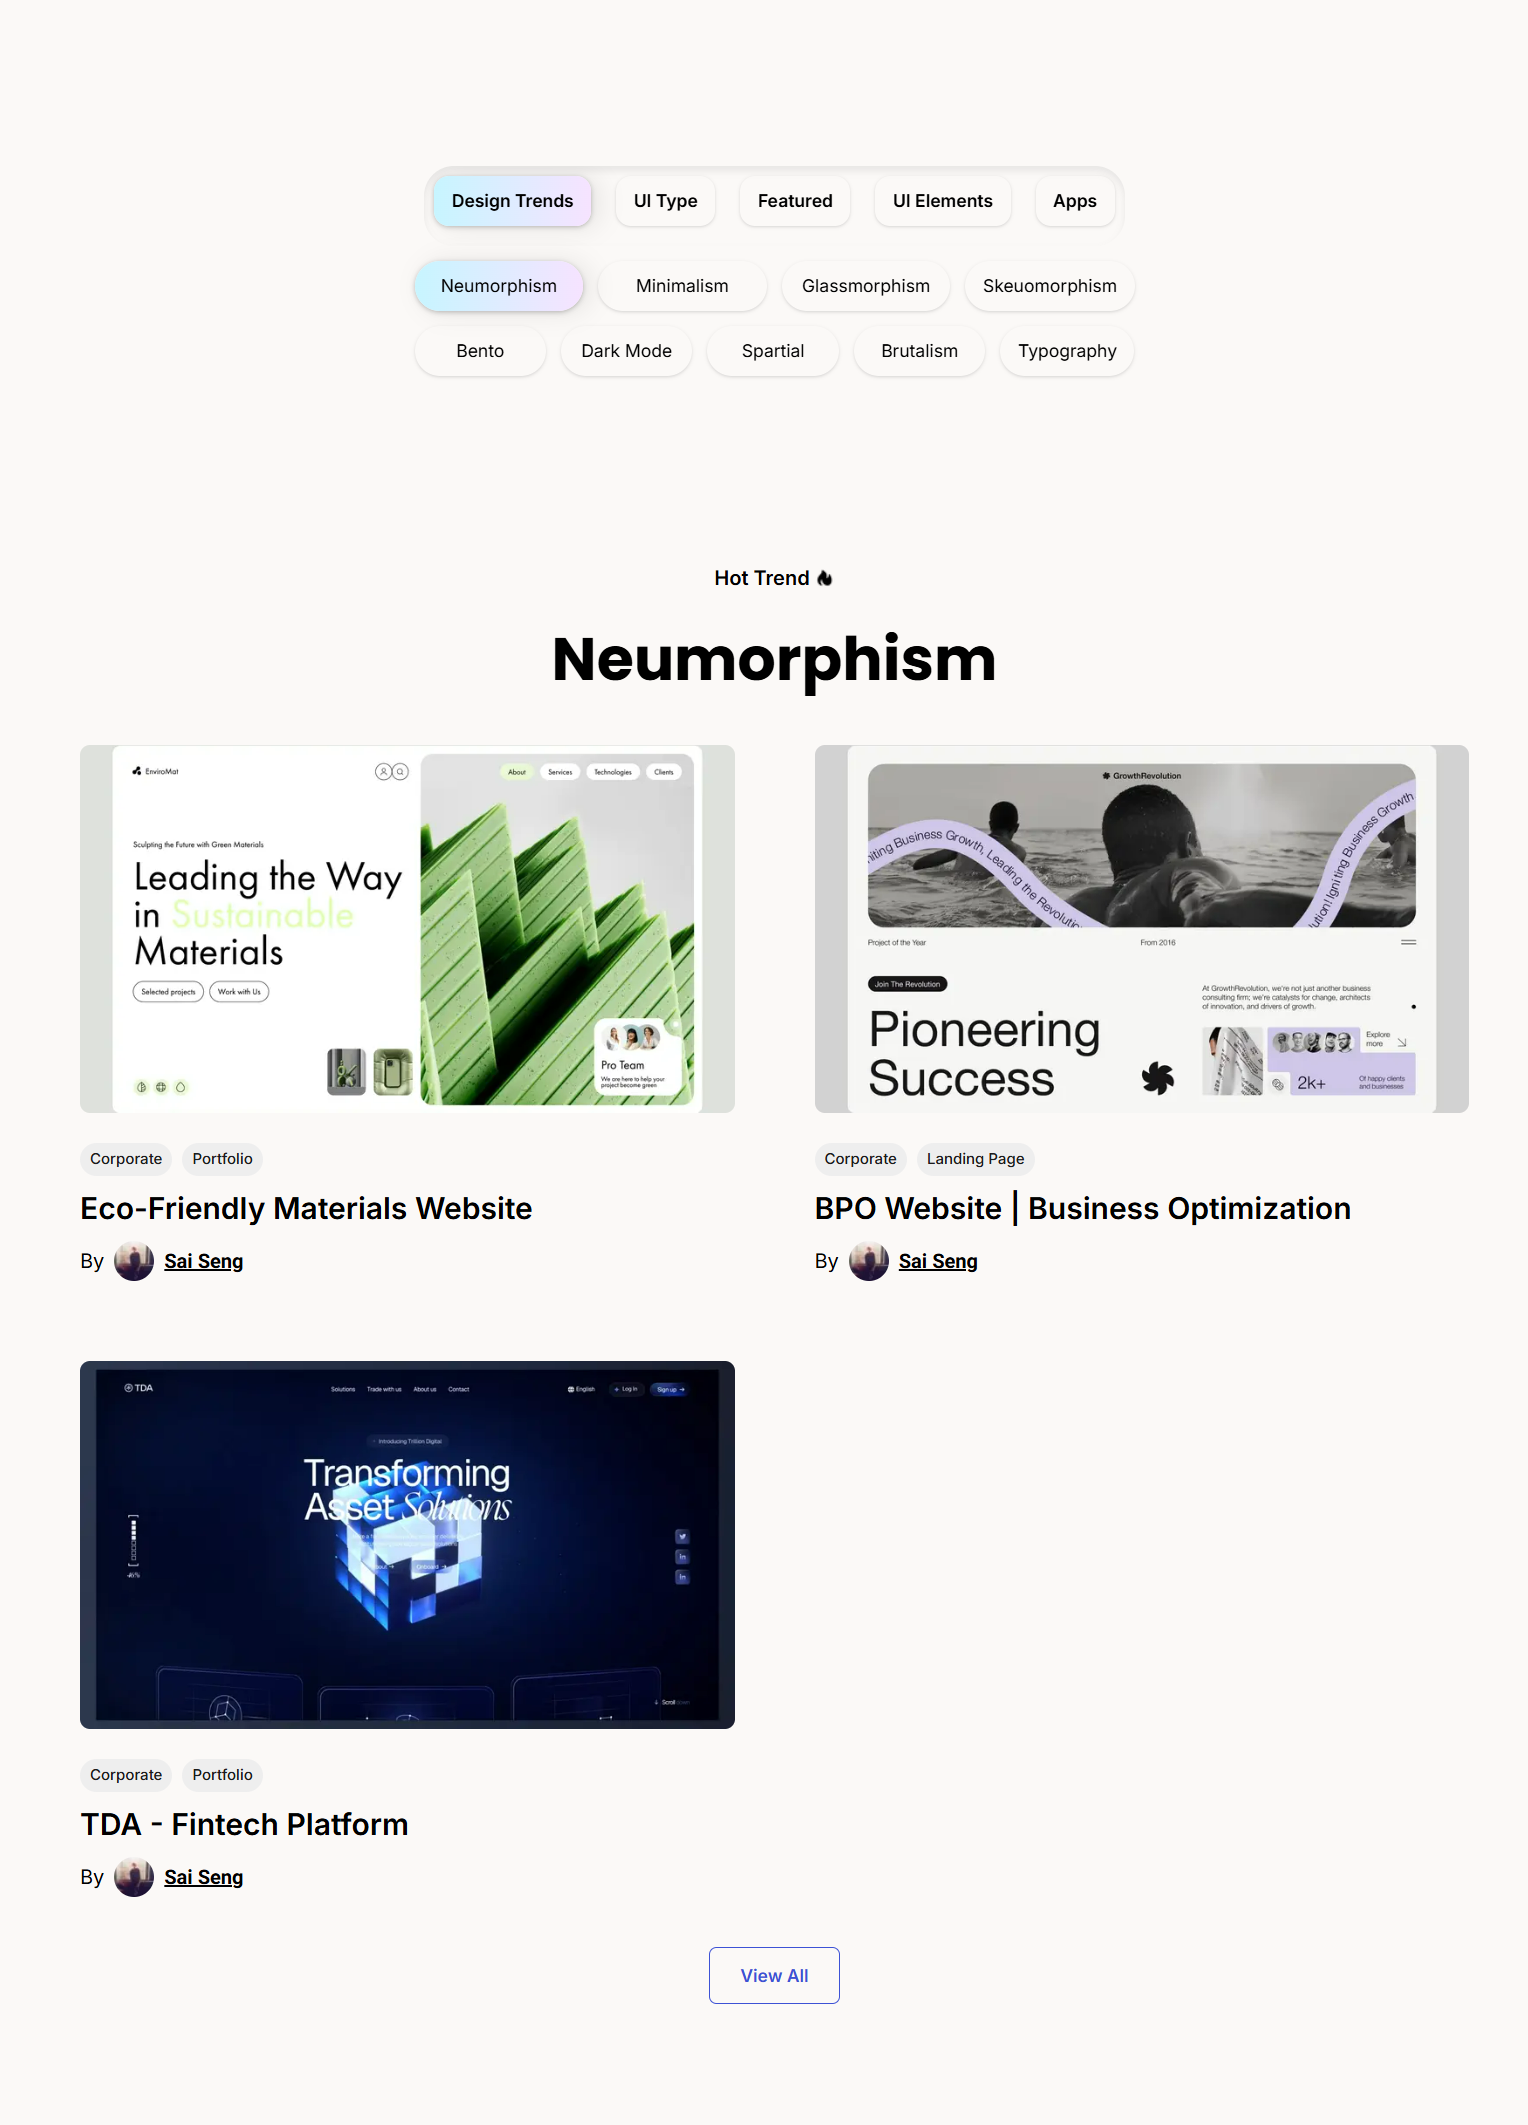 Design Trends
UI Type
Featured
UI Elements
Apps
Neumorphism
Minimalism
Glassmorphism
Skeuomorphism
Bento
Dark Mode
Spartial
Brutalism
Typography
Hot Trend
Neumorphism
EnviroMat
About
Services
Technologies
Clients
Sculpting the Future with Green Materials
Leading the Way
in Sustainable
Materials
Selected projects
Work with Us
Pro Team
We are here to help your
project become green
Corporate
Portfolio
Eco-Friendly Materials Website
By Sai Seng
GrowthRevolution
niting Business Growth, Leading the Revolution
lution! Igniting Business Growth
Project of the Year
From 2016
Join The Revolution
Pioneering
Success
At GrowthRevolution, we're not just another business
consulting firm; we're catalysts for change, architects
of innovation, and drivers of growth.
Explore
more
2k+
Of happy clients
and businesses
Corporate
Landing Page
BPO Website | Business Optimization
By Sai Seng
TDA
Solutions
Trade with us
About us
Contact
English
Log in
Sign up
Introducing Trillion Digital
Transforming
Asset Solutions
Onboard
46%
Scroll down
Corporate
Portfolio
TDA - Fintech Platform
By Sai Seng
View All